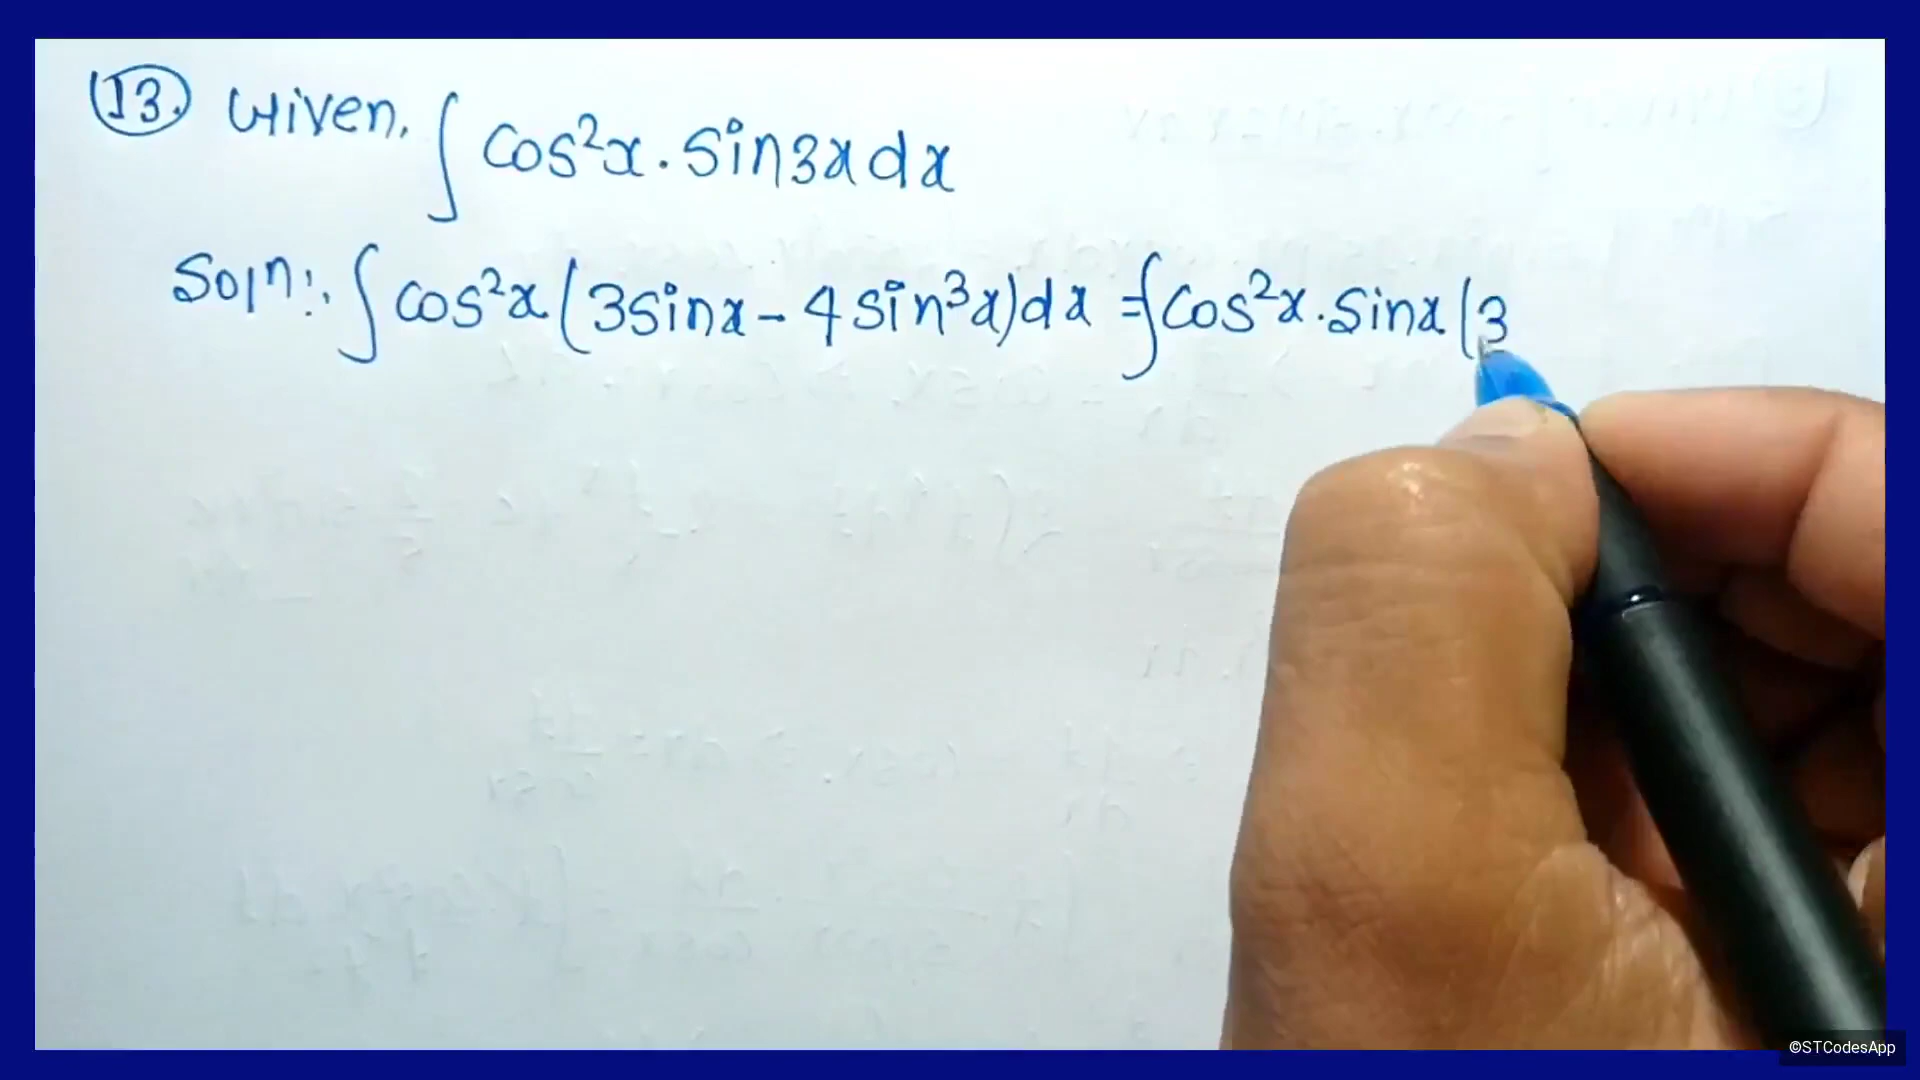 13. Given, ∫ cos²x . sin3x dx
Soln:. ∫ cos²x (3sinx - 4sin³x)dx = ∫cos²x . sinx (3
©STCodesApp